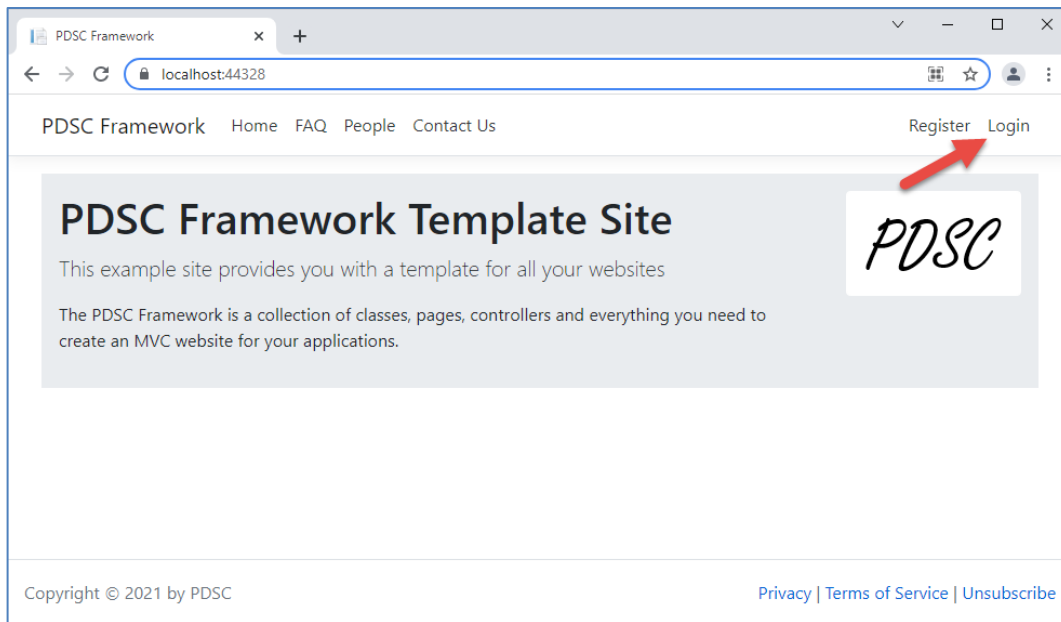 PDSC Framework
localhost:44328
PDSC Framework Home FAQ People Contact Us Register Login
PDSC Framework Template Site
This example site provides you with a template for all your websites
The PDSC Framework is a collection of classes, pages, controllers and everything you need to
create an MVC website for your applications.
PDSC
Copyright © 2021 by PDSC
Privacy | Terms of Service | Unsubscribe